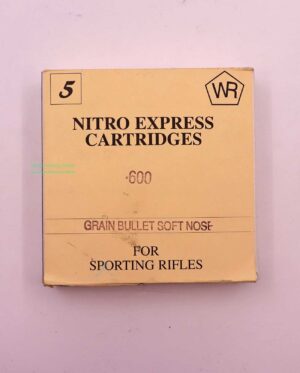 5
WR
NITRO EXPRESS
CARTRIDGES
·600
GRAIN BULLET SOFT NOSE
FOR
SPORTING RIFLES